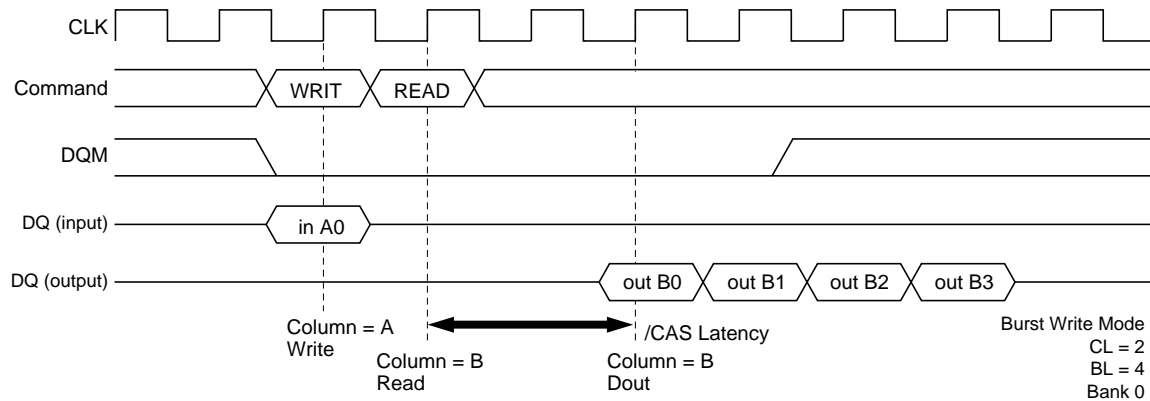 CLK
Command WRIT READ
DQM
DQ (input) in A0
DQ (output) out B0 out B1 out B2 out B3
Column = A
Write
Column = B
Read
/CAS Latency
Column = B
Dout
Burst Write Mode
CL = 2
BL = 4
Bank 0